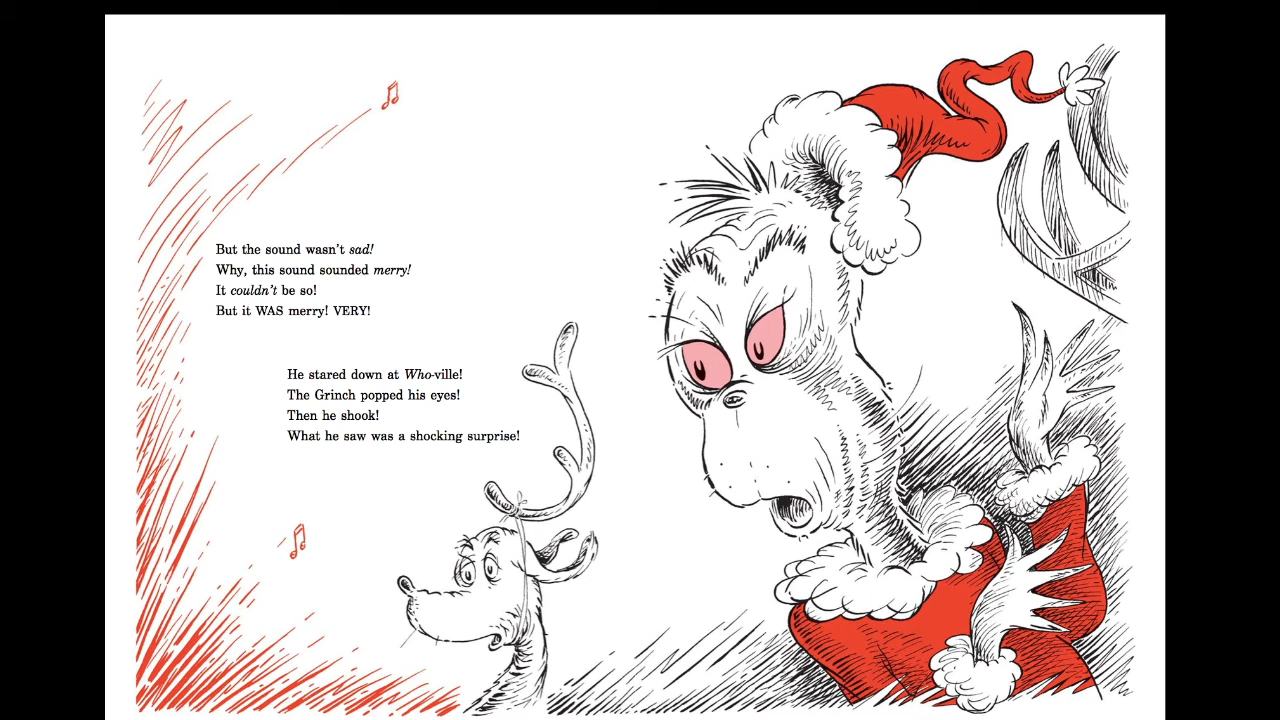 But the sound wasn't sad!
Why, this sound sounded merry!
It couldn't be so!
But it WAS merry! VERY!
He stared down at Who-ville!
The Grinch popped his eyes!
Then he shook!
What he saw was a shocking surprise!